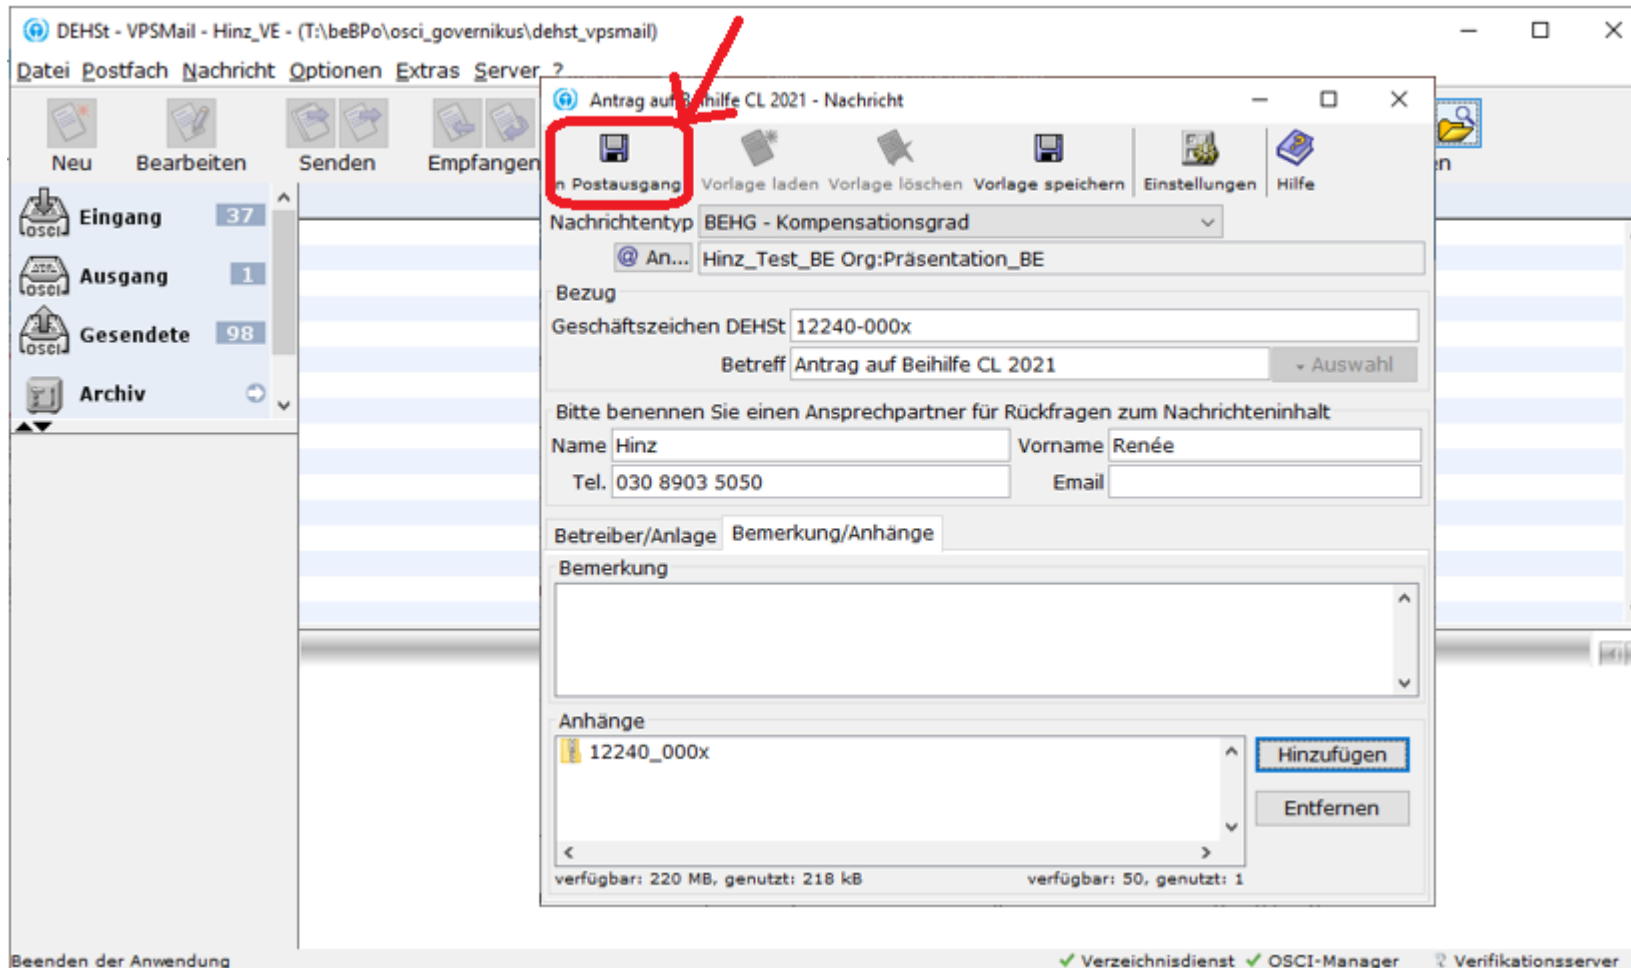 DEHSt - VPSMail - Hinz_VE - (T:\beBPo\osci_governikus\dehst_vpsmail)
Datei Postfach Nachricht Optionen Extras Server ?
Neu Bearbeiten Senden Empfangen
Eingang 37
Ausgang 1
Gesendete 98
Archiv
OSCI
OSCI
OSCI
Antrag auf Beihilfe CL 2021 - Nachricht
n Postausgang Vorlage laden Vorlage löschen Vorlage speichern Einstellungen Hilfe
Nachrichtentyp BEHG - Kompensationsgrad
@ An... Hinz_Test_BE Org:Präsentation_BE
Bezug
Geschäftszeichen DEHSt 12240-000x
Betreff Antrag auf Beihilfe CL 2021 Auswahl
Bitte benennen Sie einen Ansprechpartner für Rückfragen zum Nachrichteninhalt
Name Hinz Vorname Renée
Tel. 030 8903 5050 Email
Betreiber/Anlage Bemerkung/Anhänge
Bemerkung
Anhänge
12240_000x
Hinzufügen
Entfernen
verfügbar: 220 MB, genutzt: 218 kB verfügbar: 50, genutzt: 1
Beenden der Anwendung Verzeichnisdienst OSCI-Manager Verifikationsserver